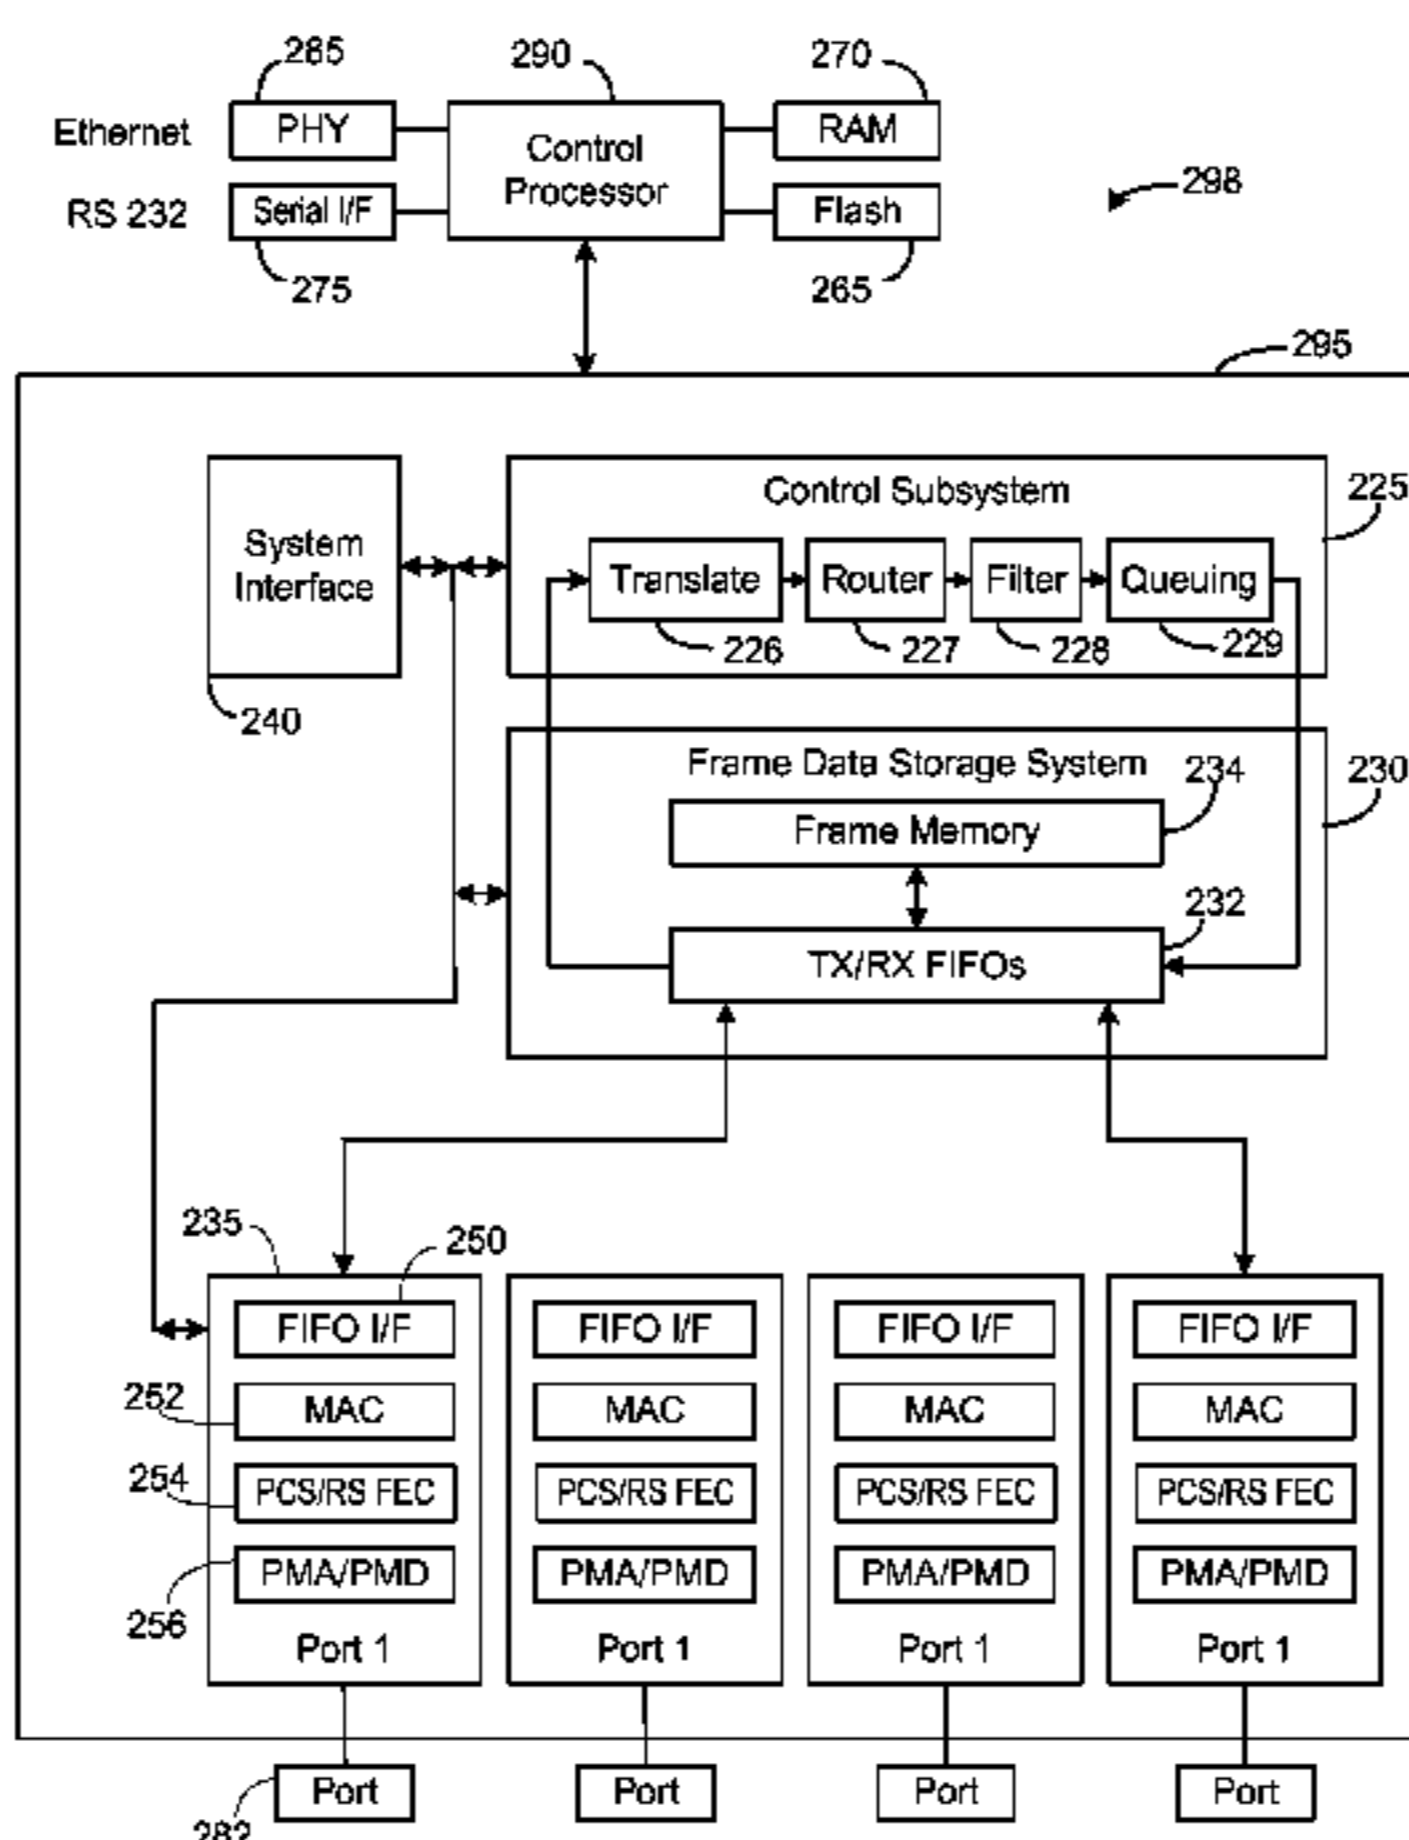 285 290 270
Ethernet PHY Control Processor RAM
298
RS 232 Serial I/F Flash
275 265
295
System Interface
240
Control Subsystem
225
Translate Router Filter Queuing
226 227 228 229
Frame Data Storage System
234 230
Frame Memory
232
TX/RX FIFOs
235 250
FIFO I/F FIFO I/F FIFO I/F FIFO I/F
252 MAC MAC MAC MAC
254 PCS/RS FEC PCS/RS FEC PCS/RS FEC PCS/RS FEC
256 PMA/PMD PMA/PMD PMA/PMD PMA/PMD
Port 1 Port 1 Port 1 Port 1
Port Port Port Port
282